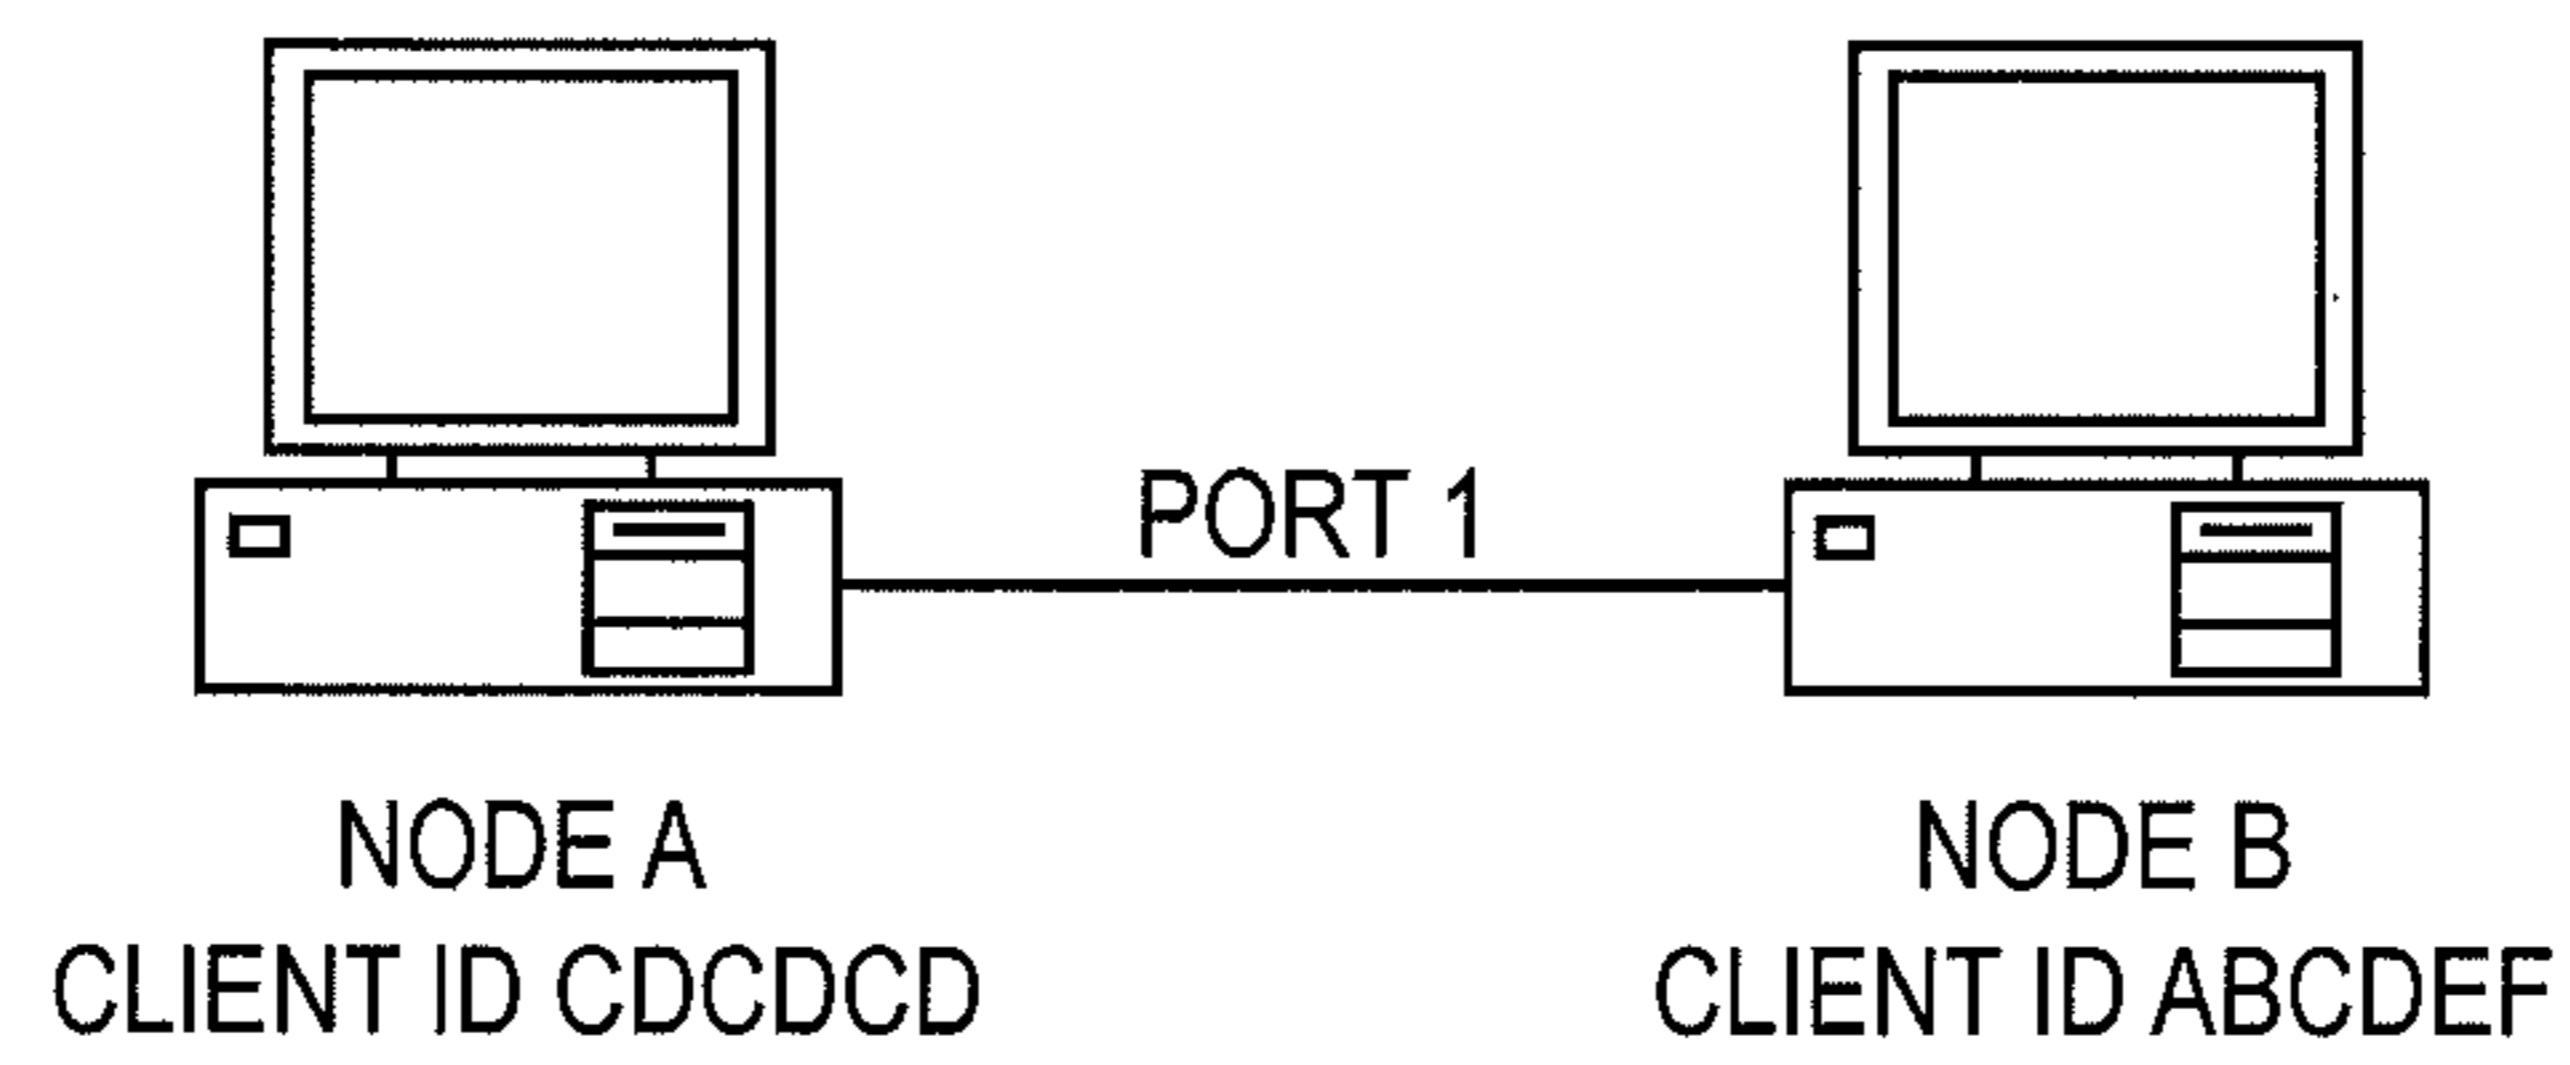 PORT 1
NODE A
CLIENT ID CDCDCD
NODE B
CLIENT ID ABCDEF